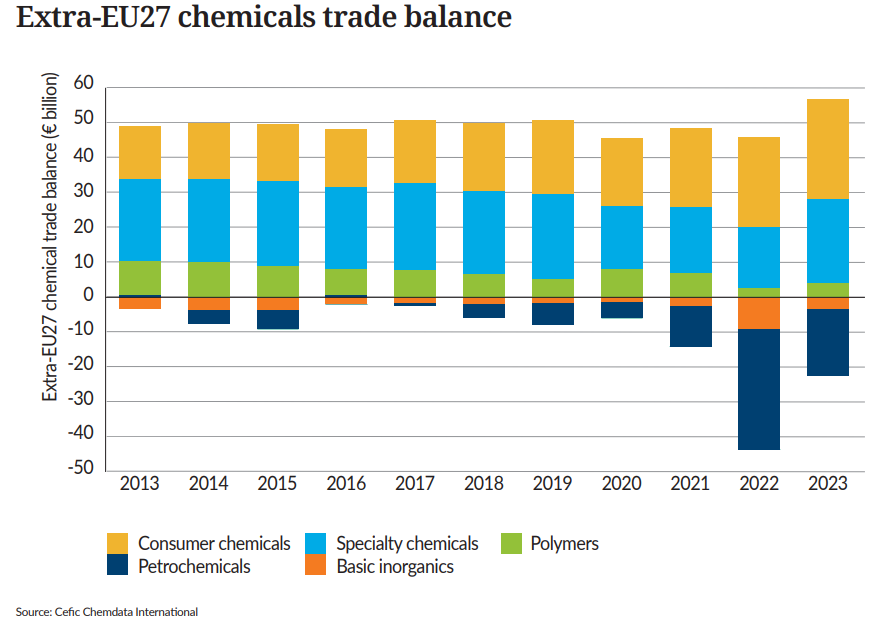 Extra-EU27 chemicals trade balance
Extra-EU27 chemical trade balance (€ billion)
60
50
40
30
20
10
0
-10
-20
-30
-40
-50
2013 2014 2015 2016 2017 2018 2019 2020 2021 2022 2023
Consumer chemicals Specialty chemicals Polymers
Petrochemicals Basic inorganics
Source: Cefic Chemdata International